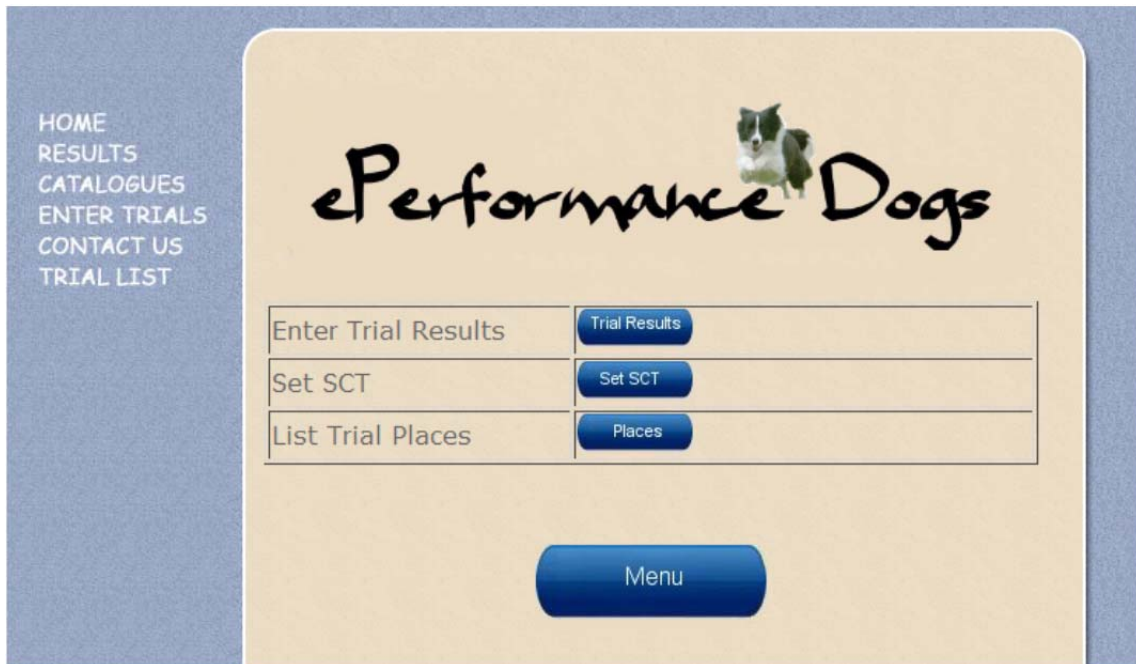 HOME
RESULTS
CATALOGUES
ENTER TRIALS
CONTACT US
TRIAL LIST
ePerformance Dogs
Enter Trial Results Trial Results
Set SCT Set SCT
List Trial Places Places
Menu